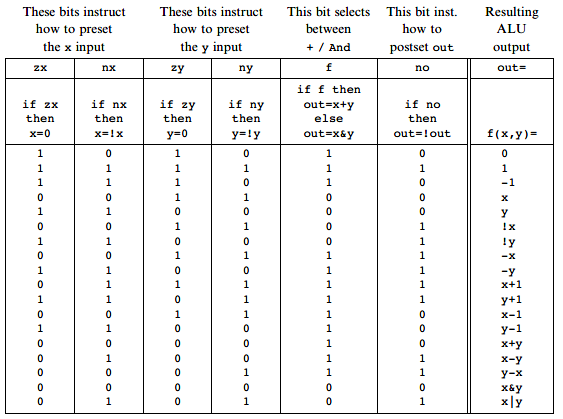 These bits instruct These bits instruct This bit selects This bit inst. Resulting
how to preset how to preset between how to ALU
the x input the y input + / And postset out output
zx nx zy ny f no out=
if f then
if zx if nx if zy if ny out=x+y if no
then then then then else then
x=0 x=!x y=0 y=!y out=x&y out=!out f(x,y)=
1 0 1 0 1 0 0
1 1 1 1 1 1 1
1 1 1 0 1 0 -1
0 0 1 1 0 0 x
1 1 0 0 0 0 y
0 0 1 1 0 1 !x
1 1 0 0 0 1 !y
0 0 1 1 1 1 -x
1 1 0 0 1 1 -y
0 1 1 1 1 1 x+1
1 1 0 1 1 1 y+1
0 0 1 1 1 0 x-1
1 1 0 0 1 0 y-1
0 0 0 0 1 0 x+y
0 1 0 0 1 1 x-y
0 0 0 1 1 1 y-x
0 0 0 0 0 0 x&y
0 1 0 1 0 1 x|y